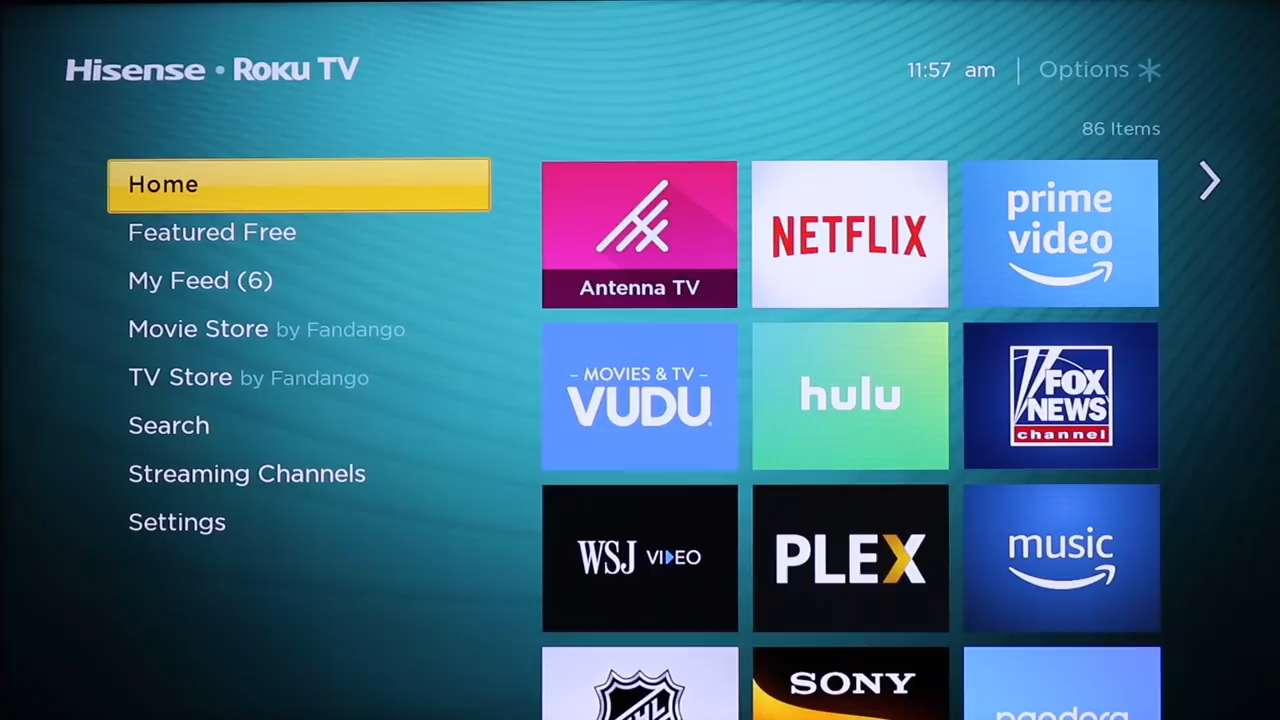 Hisense • Roku TV
11:57 am | Options
86 Items
Home
Featured Free
My Feed (6)
Movie Store by Fandango
TV Store by Fandango
Search
Streaming Channels
Settings
Antenna TV
NETFLIX
prime
video
– MOVIES & TV –
VUDU
hulu
FOX
NEWS
channel
WSJ VIDEO
PLEX
music
NHL
SONY
pandora